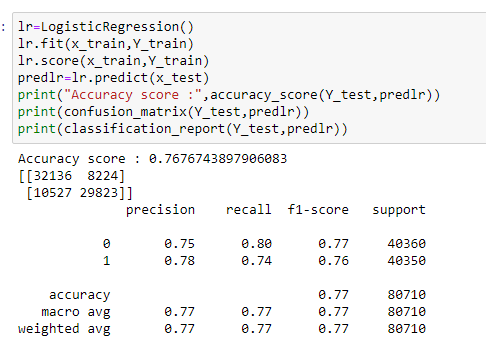 : lr=LogisticRegression()
lr.fit(x_train,Y_train)
lr.score(x_train,Y_train)
predlr=lr.predict(x_test)
print("Accuracy score :",accuracy_score(Y_test,predlr))
print(confusion_matrix(Y_test,predlr))
print(classification_report(Y_test,predlr))
Accuracy score : 0.7676743897906083
[[32136  8224]
 [10527 29823]]
              precision    recall  f1-score   support

           0       0.75      0.80      0.77     40360
           1       0.78      0.74      0.76     40350

    accuracy                           0.77     80710
   macro avg       0.77      0.77      0.77     80710
weighted avg       0.77      0.77      0.77     80710